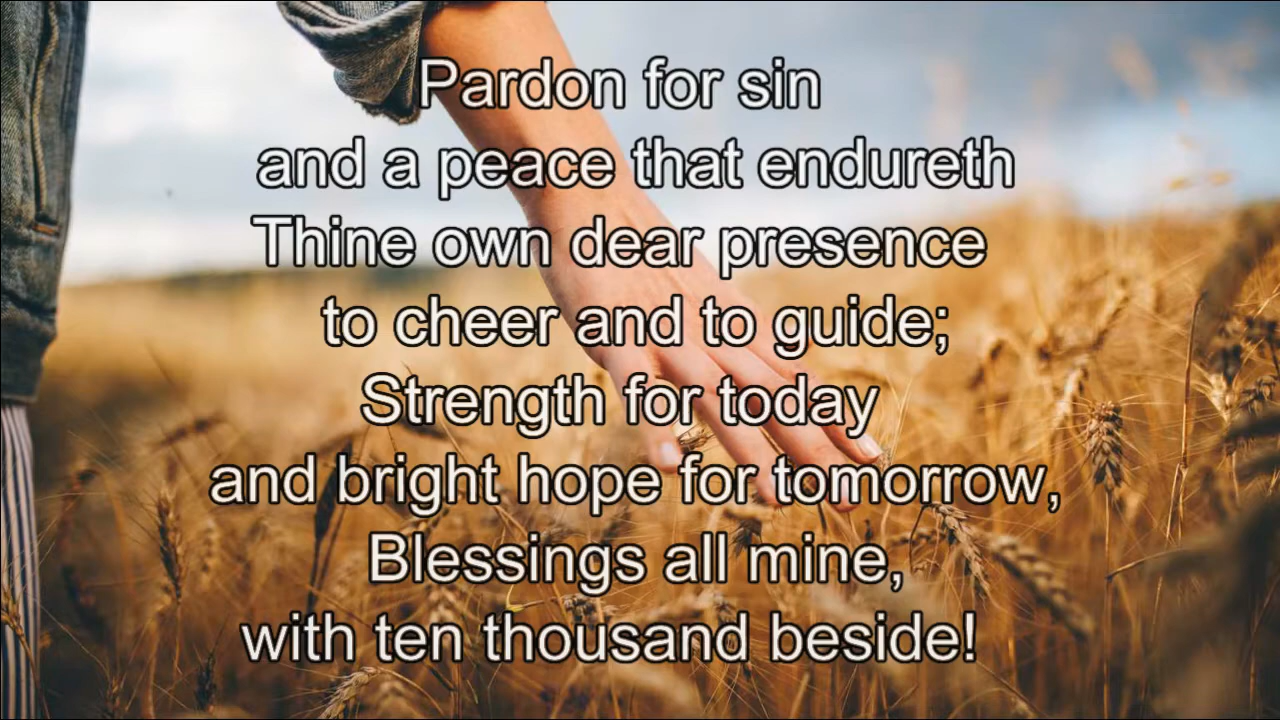 Pardon for sin
and a peace that endureth
Thine own dear presence
to cheer and to guide;
Strength for today
and bright hope for tomorrow,
Blessings all mine,
with ten thousand beside!